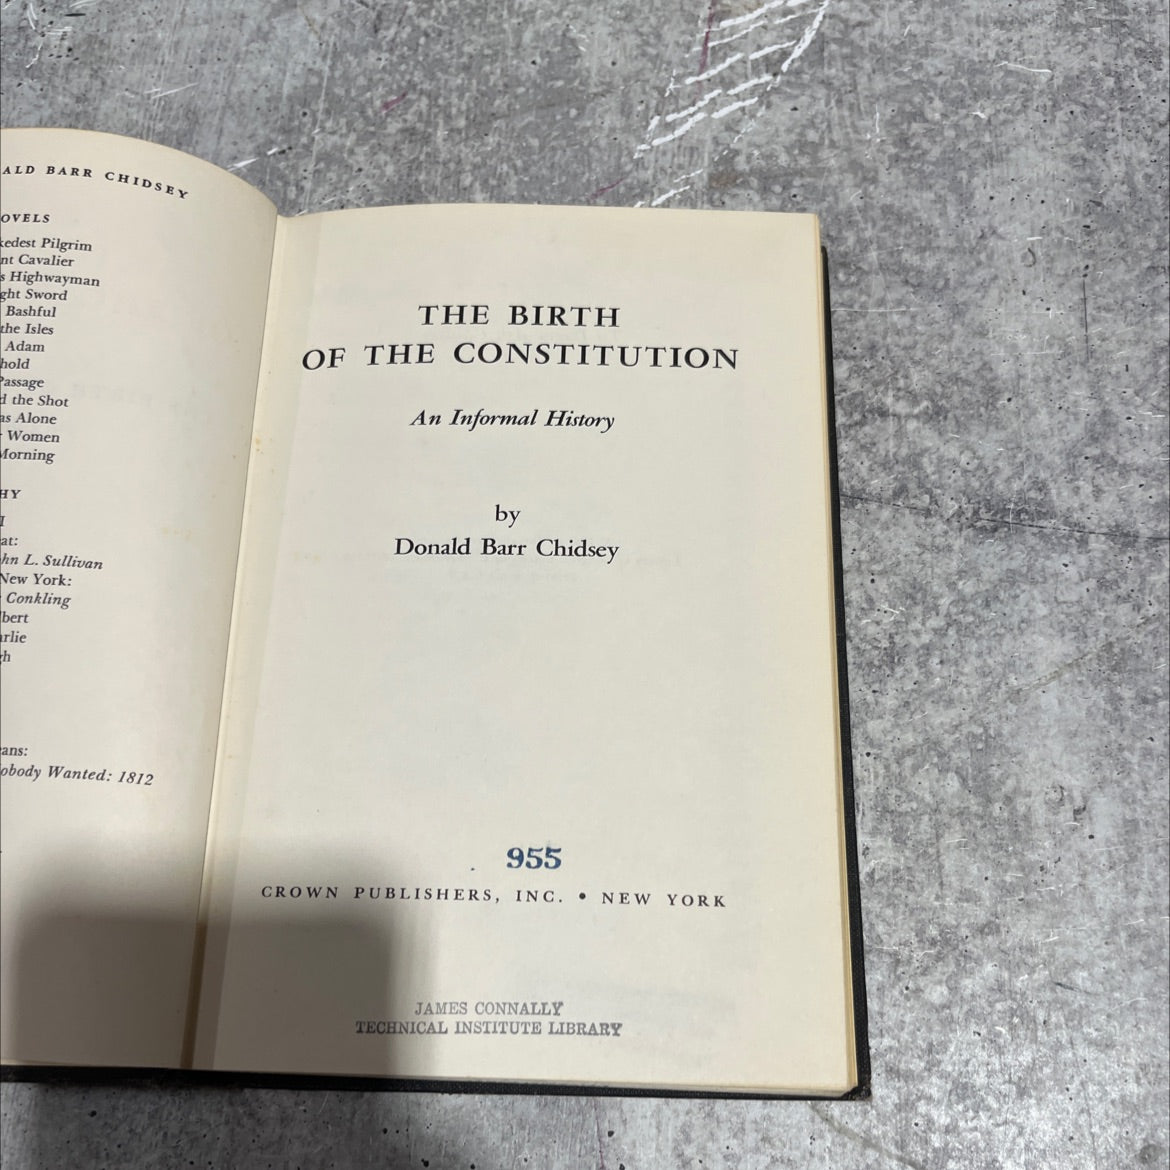 ALD BARR CHIDSEY
OVELS
kedest Pilgrim
nt Cavalier
s Highwayman
ght Sword
Bashful
the Isles
Adam
hold
Passage
d the Shot
as Alone
Women
Morning
HY
I
at:
hn L. Sullivan
New York:
Conkling
bert
arlie
gh
ans:
obody Wanted: 1812
THE BIRTH
OF THE CONSTITUTION
An Informal History
by
Donald Barr Chidsey
955
CROWN PUBLISHERS, INC. • NEW YORK
JAMES CONNALLY
TECHNICAL INSTITUTE LIBRARY